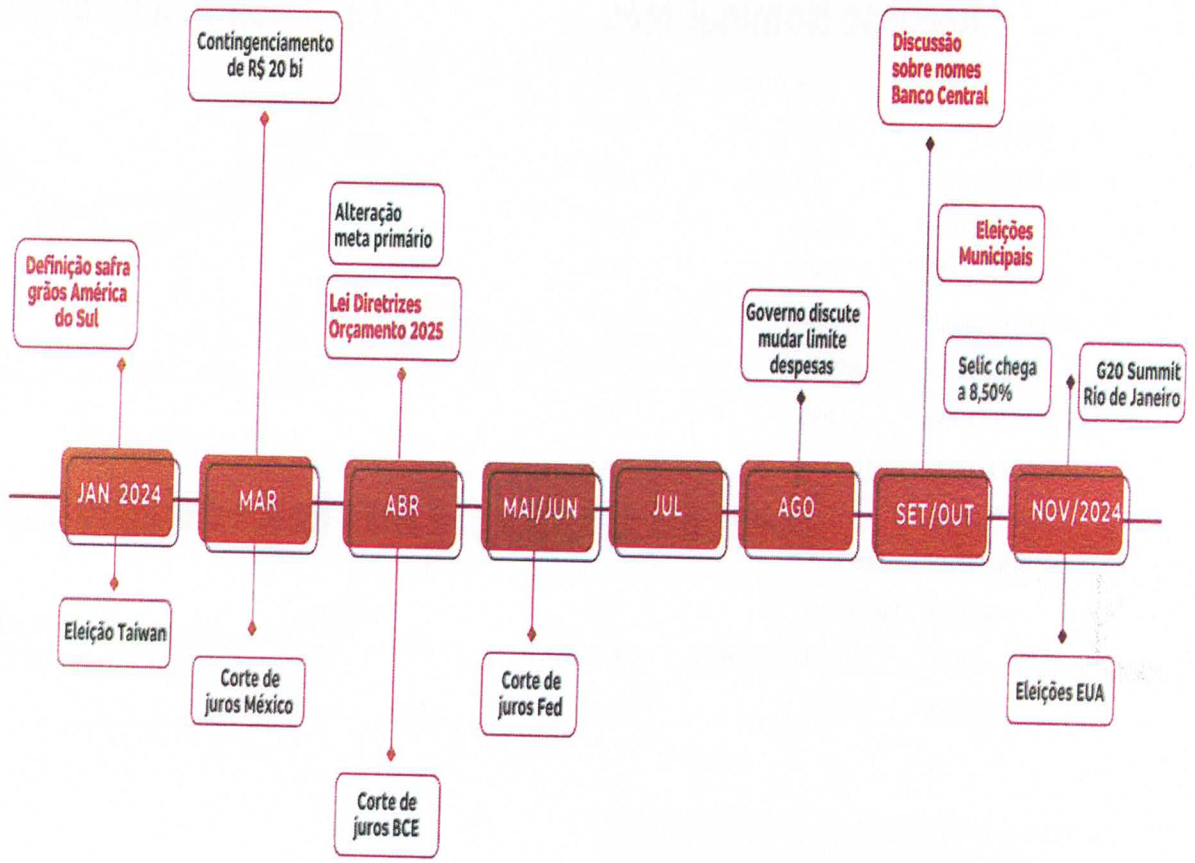 Contingenciamento
de R$ 20 bi
Discussão
sobre nomes
Banco Central
Alteração
meta primário
Eleições
Municipais
Definição safra
grãos América
do Sul
Lei Diretrizes
Orçamento 2025
Governo discute
mudar limite
despesas
Selic chega
a 8,50%
G20 Summit
Rio de Janeiro
JAN 2024
MAR
ABR
MAI/JUN
JUL
AGO
SET/OUT
NOV/2024
Eleição Taiwan
Corte de
juros México
Corte de
juros BCE
Corte de
juros Fed
Eleições EUA